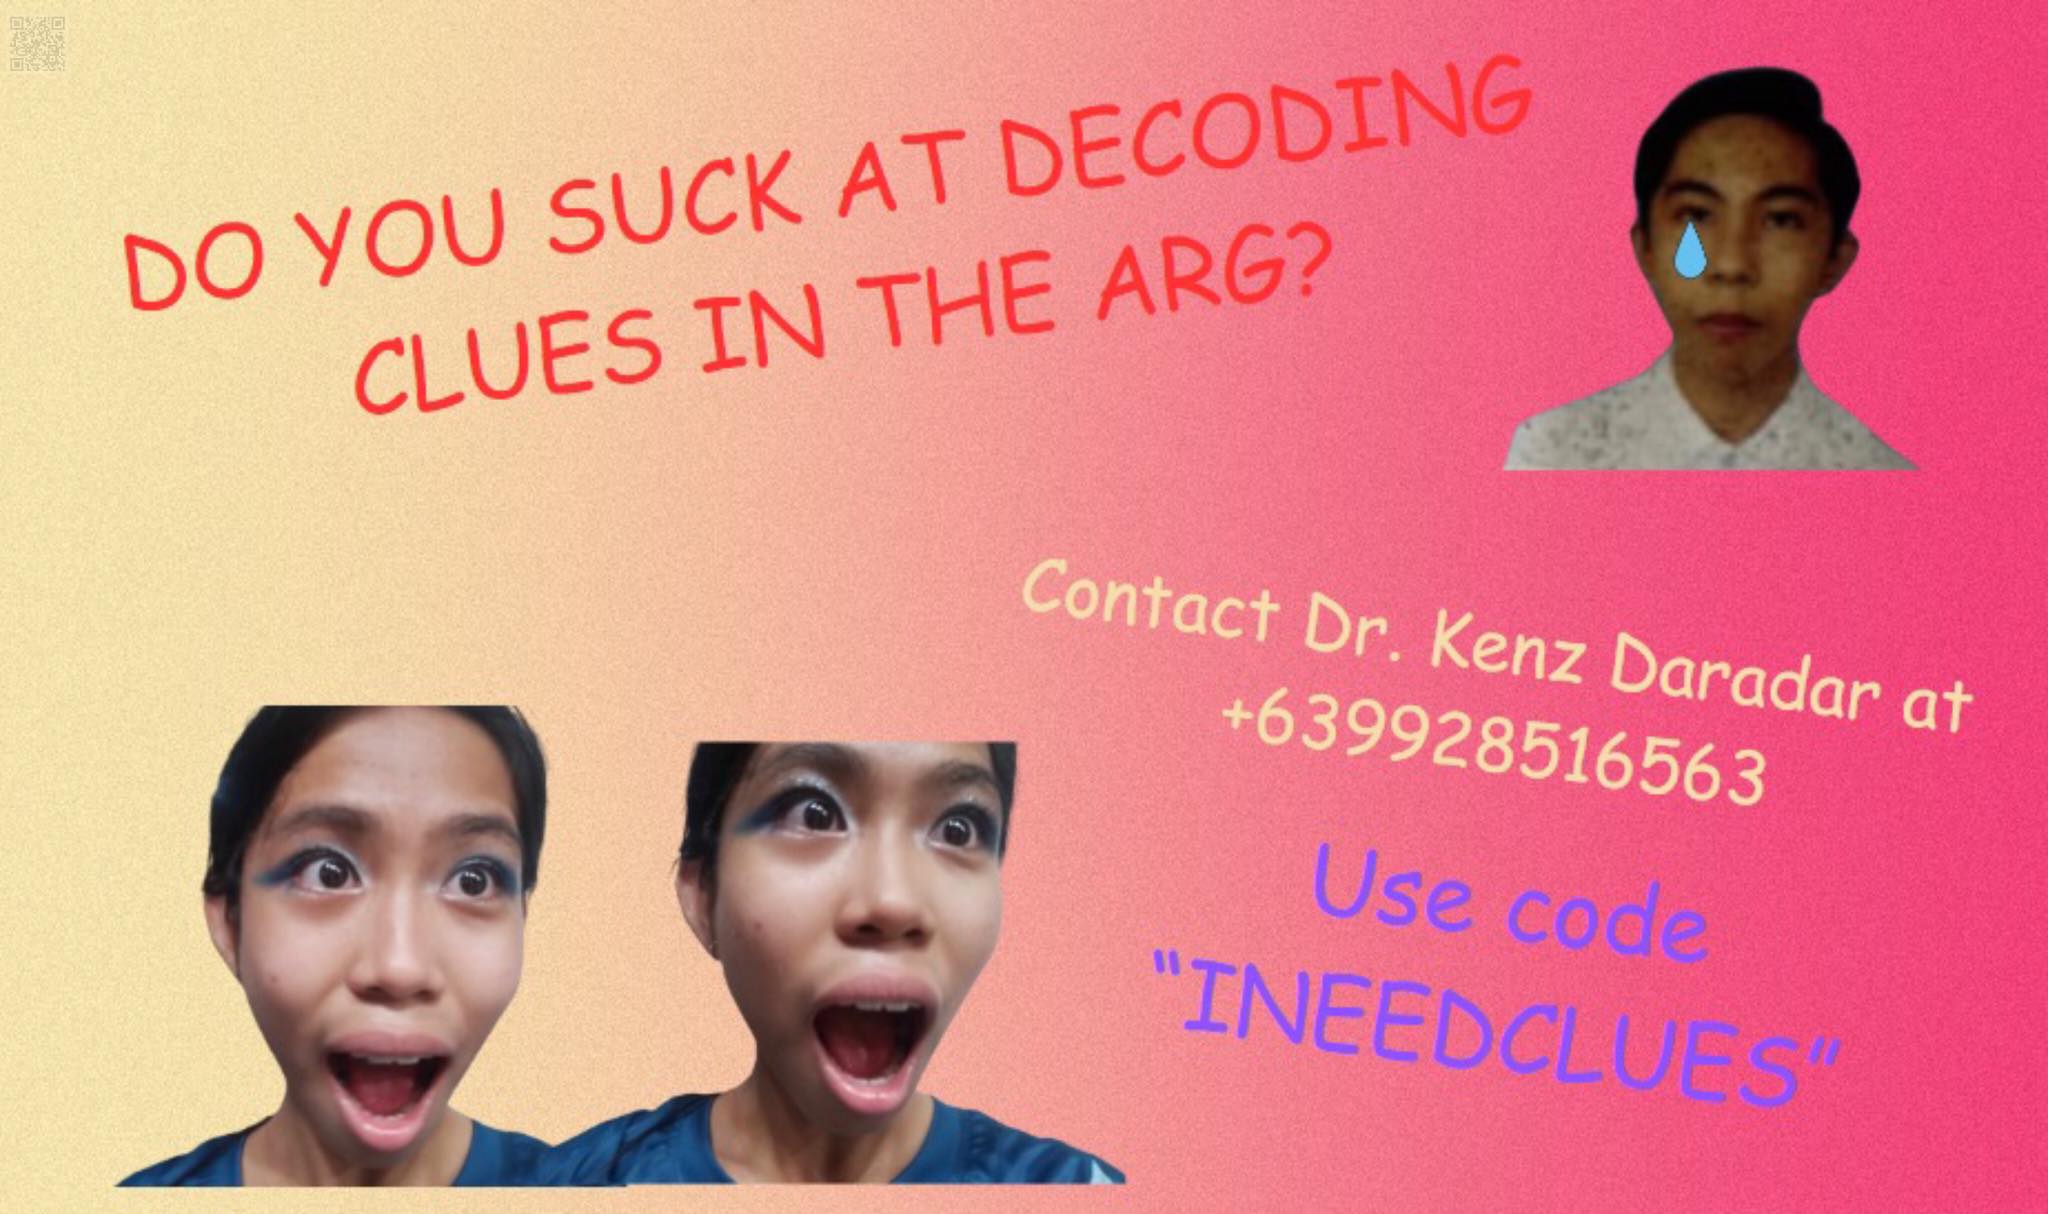 DO YOU SUCK AT DECODING
CLUES IN THE ARG?
Contact Dr. Kenz Daradar at
+639928516563
Use code
"INEEDCLUES"